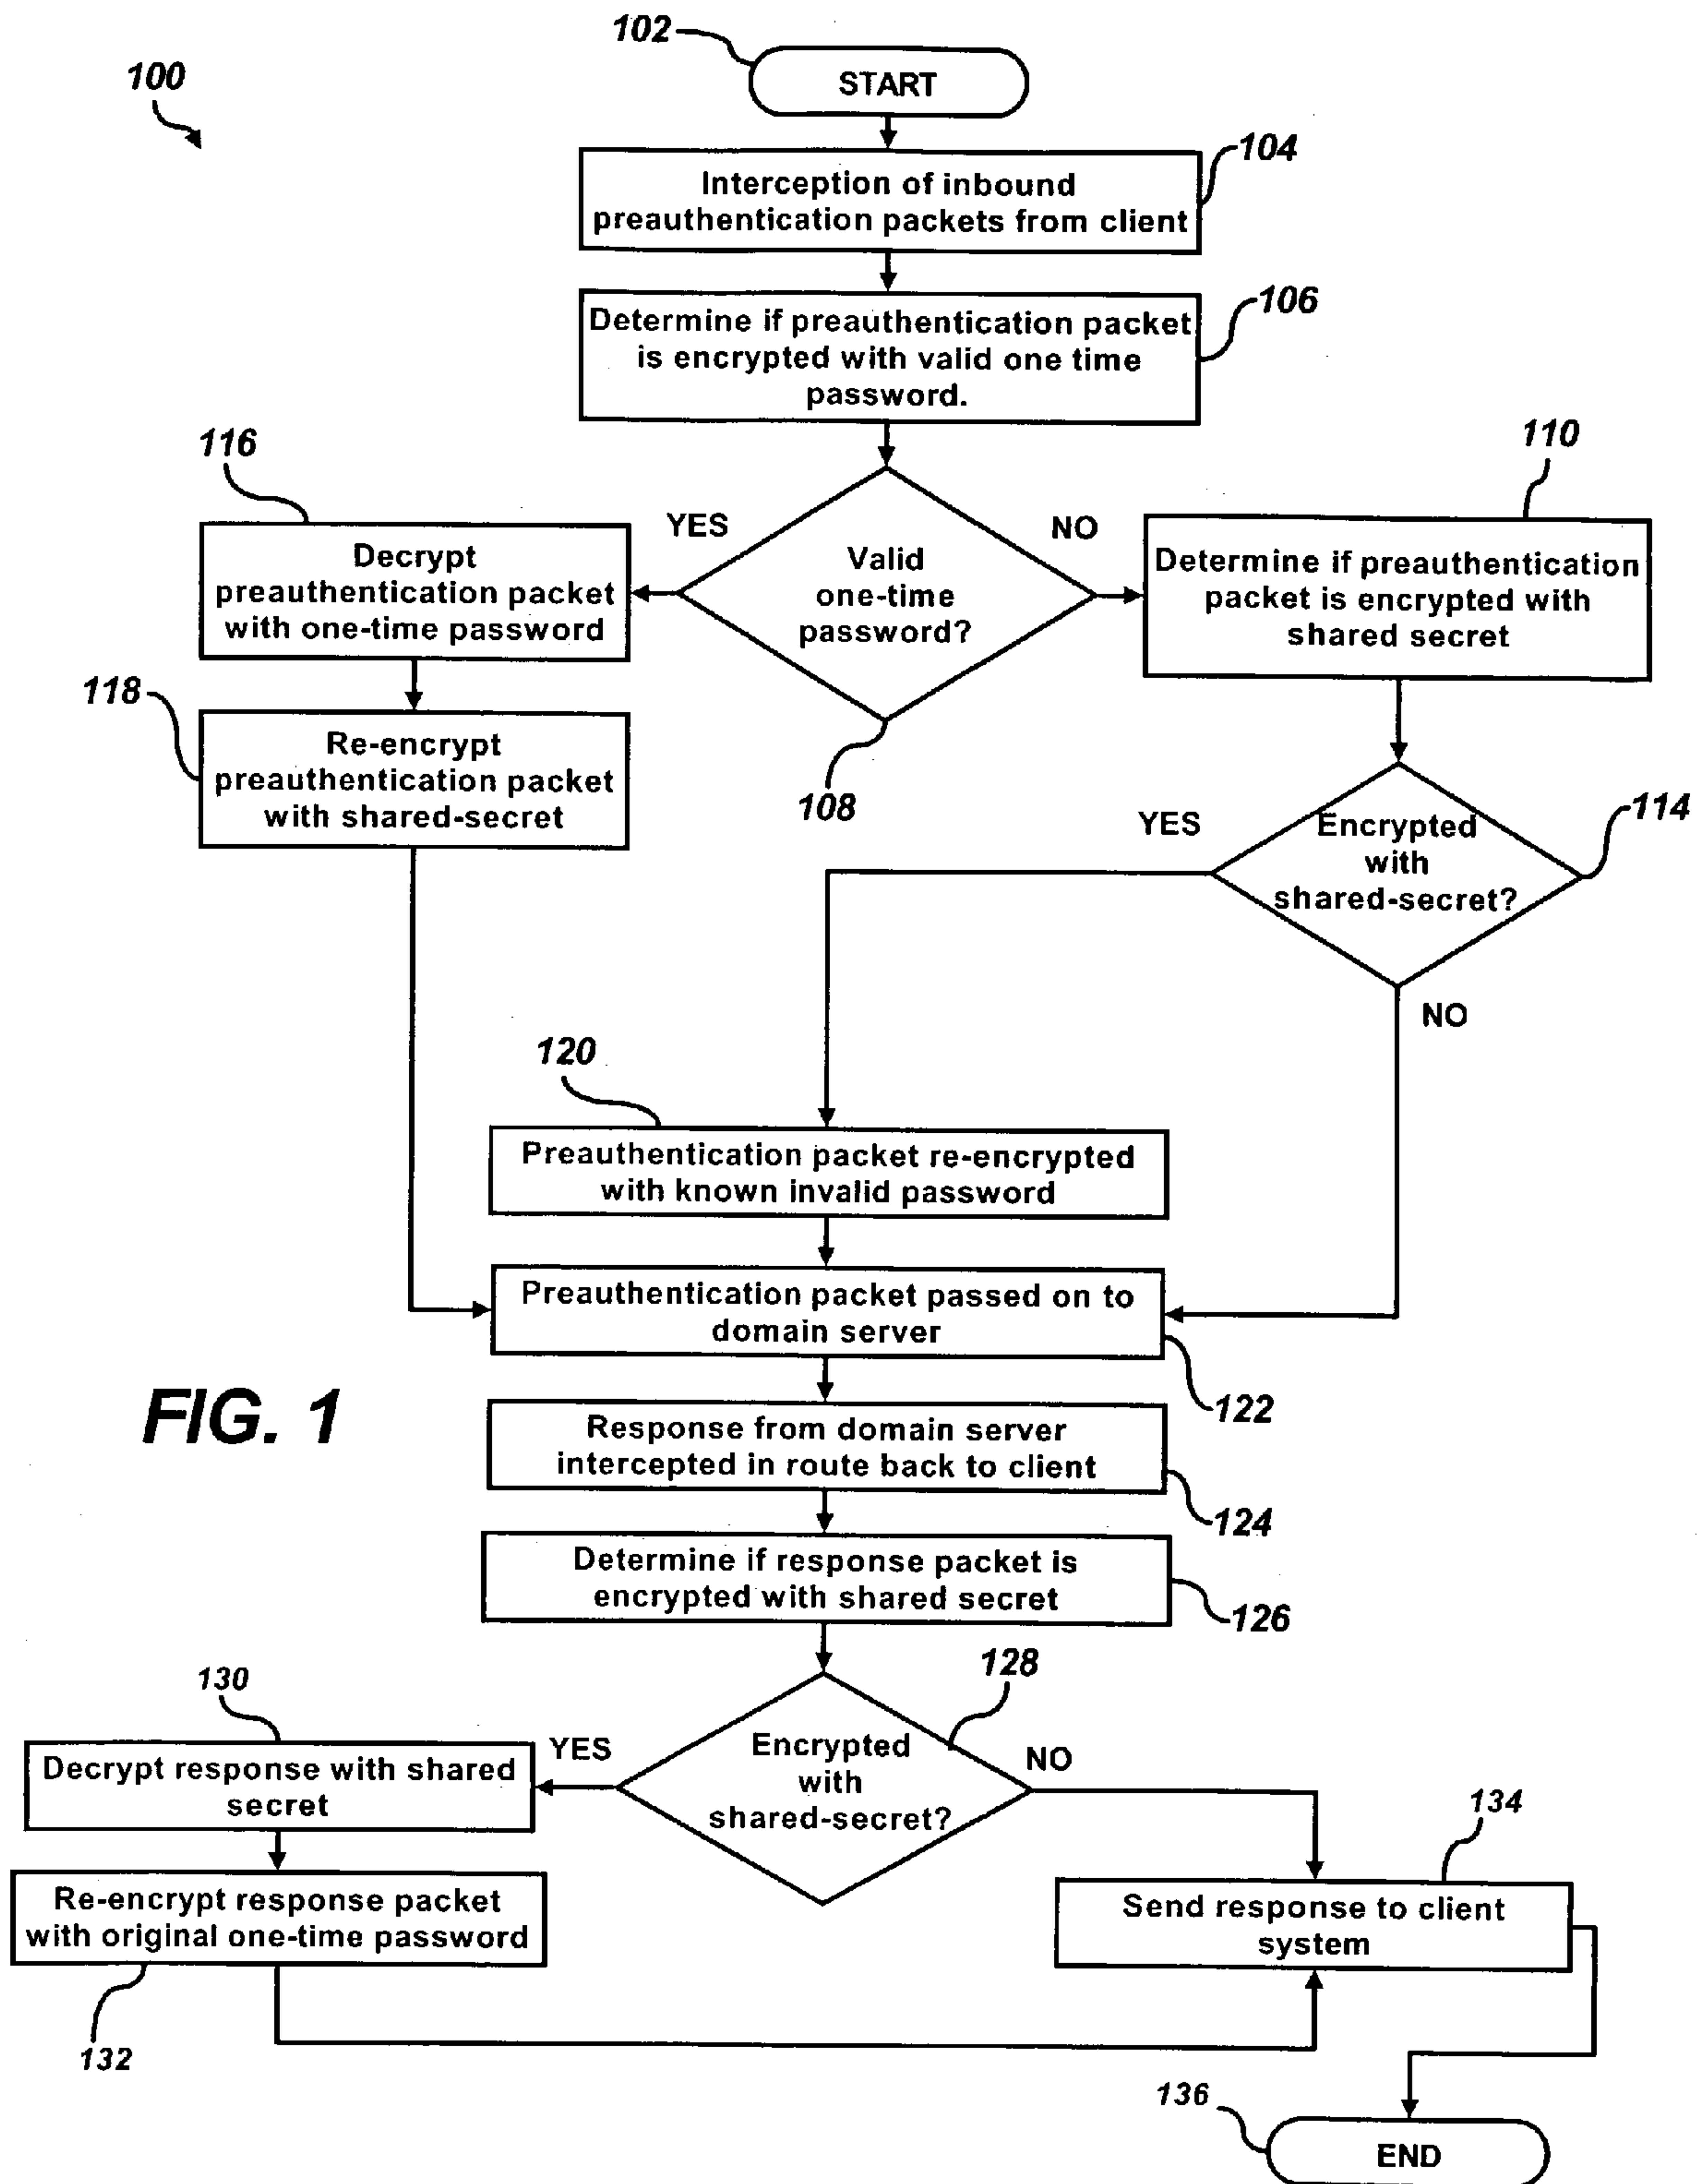 102
START
100
104
Interception of inbound
preauthentication packets from client
106
Determine if preauthentication packet
is encrypted with valid one time
password.
116
110
YES
NO
Decrypt
preauthentication packet
with one-time password
Valid
one-time
password?
Determine if preauthentication
packet is encrypted with
shared secret
118
Re-encrypt
preauthentication packet
with shared-secret
108
114
YES
Encrypted
with
shared-secret?
NO
120
Preauthentication packet re-encrypted
with known invalid password
Preauthentication packet passed on to
domain server
122
FIG. 1
Response from domain server
intercepted in route back to client
124
Determine if response packet is
encrypted with shared secret
126
128
130
YES
Encrypted
with
shared-secret?
NO
Decrypt response with shared
secret
134
Re-encrypt response packet
with original one-time password
Send response to client
system
132
136
END